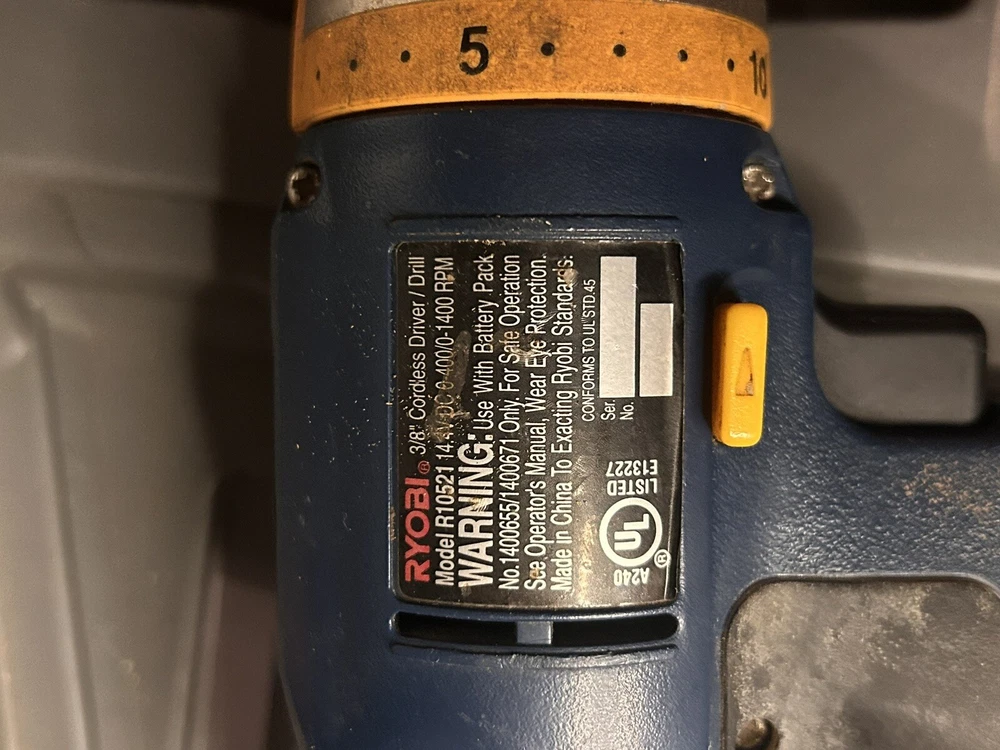 5
10
RYOBI® 3/8" Cordless Driver / Drill
Model R10521 14.4VDC 0-400/0-1400 RPM
WARNING: Use With Battery Pack
No.1400655/1400671 Only. For Safe Operation
See Operator's Manual, Wear Eye Protection.
Made in China To Exacting Ryobi Standards.
CONFORMS TO UL STD.45
Ser.
No.
LISTED
E13227
UL
®
A240